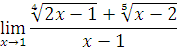 lim x→1 (∜(2x − 1) + ⁵√(x − 2)) / (x − 1)